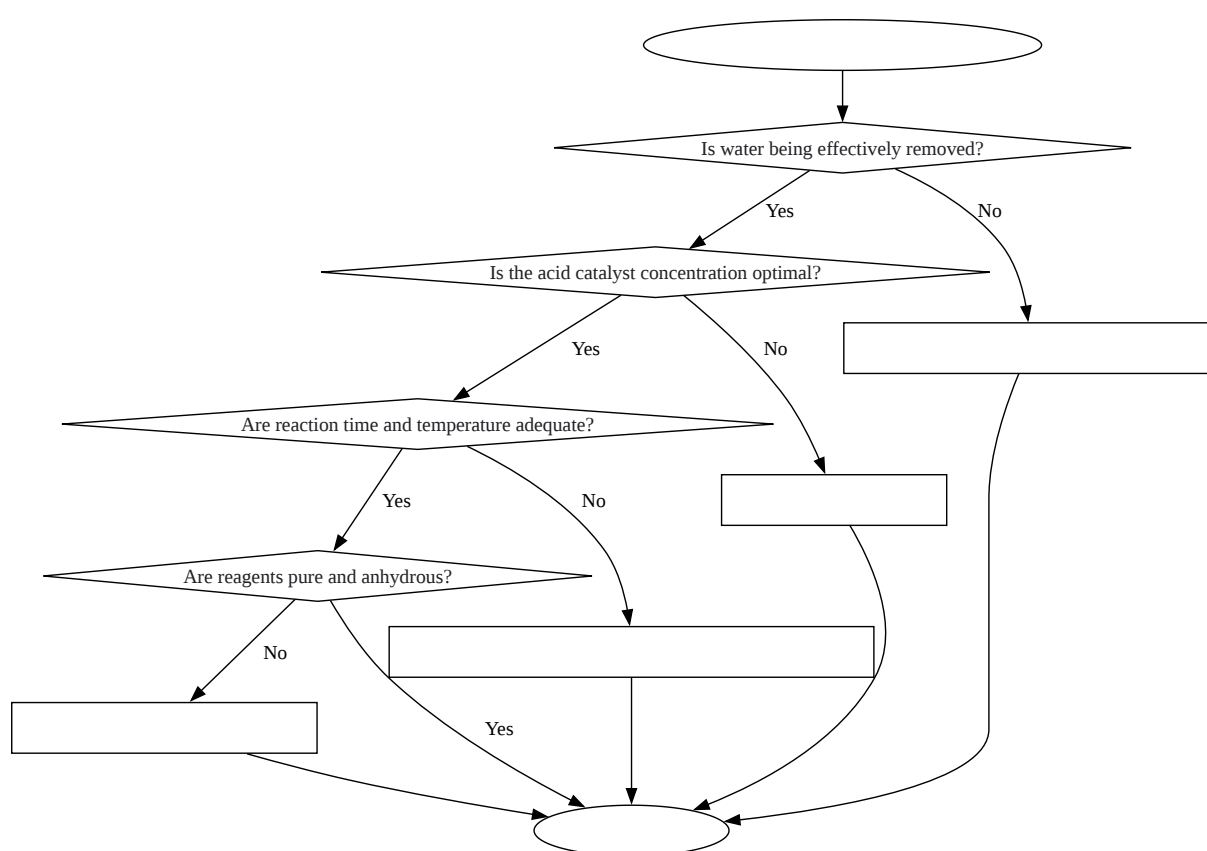 Is water being effectively removed?
Yes
No
Is the acid catalyst concentration optimal?
Yes
No
Are reaction time and temperature adequate?
Yes
No
Are reagents pure and anhydrous?
No
Yes